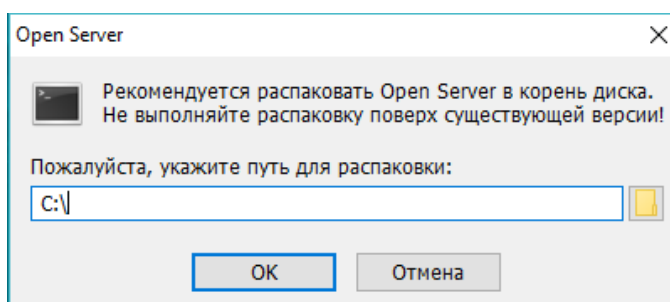 Open Server
Рекомендуется распаковать Open Server в корень диска.
Не выполняйте распаковку поверх существующей версии!
Пожалуйста, укажите путь для распаковки:
C:\
OK
Отмена